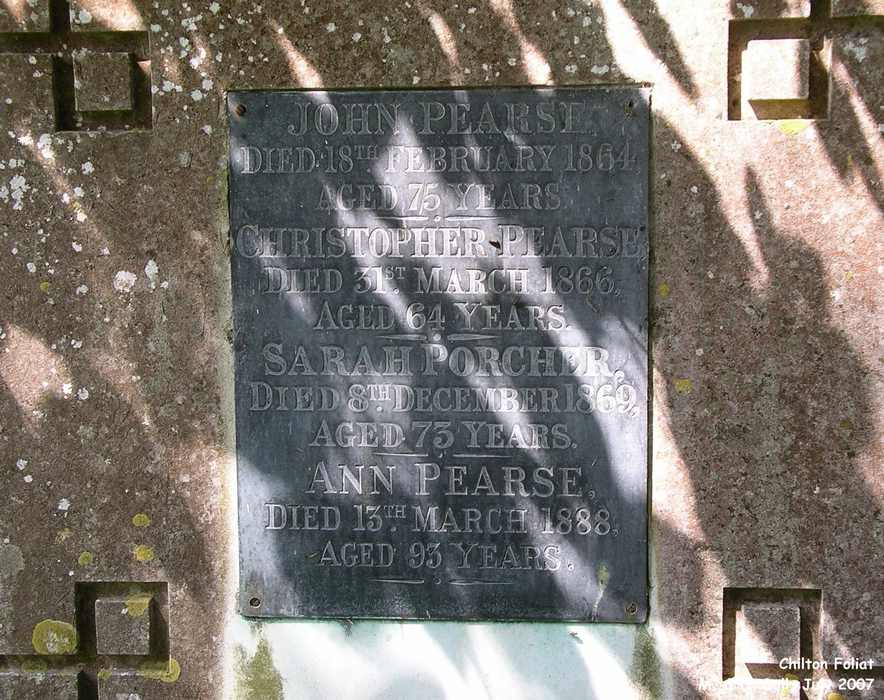 JOHN PEARSE,
DIED 18TH FEBRUARY 1864
AGED 75 YEARS.
CHRISTOPHER PEARSE,
DIED 31ST MARCH 1866,
AGED 64 YEARS.
SARAH PORCHER,
DIED 8TH DECEMBER 1869,
AGED 73 YEARS.
ANN PEARSE,
DIED 13TH MARCH 1888,
AGED 93 YEARS.
Chilton Foliat
2007